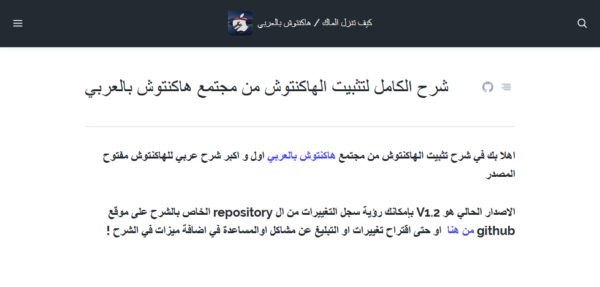 كيف تنزل الماك / هاكنتوش بالعربي
شرح الكامل لتثبيت الهاكنتوش من مجتمع هاكنتوش بالعربي
اهلا بك في شرح تثبيت الهاكنتوش من مجتمع هاكنتوش بالعربي اول و اكبر شرح عربي للهاكنتوش مفتوح
المصدر
الاصدار الحالي هو V1.2 بإمكانك رؤية سجل التغييرات من ال repository الخاص بالشرح على موقع
github من هنا او حتى اقتراح تغييرات او التبليغ عن مشاكل اوالمساعدة في اضافة ميزات في الشرح !